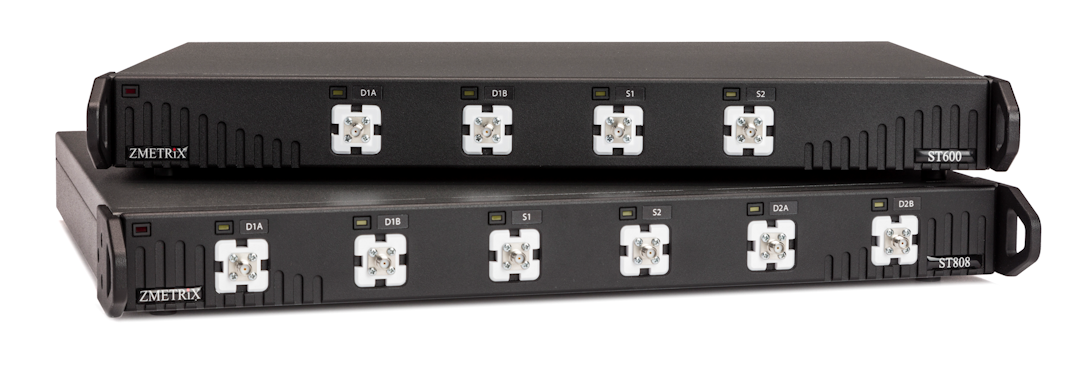 D1A D1B S1 S2
ZMETRiX ST600
D1A D1B S1 S2 D2A D2B
ZMETRiX ST808